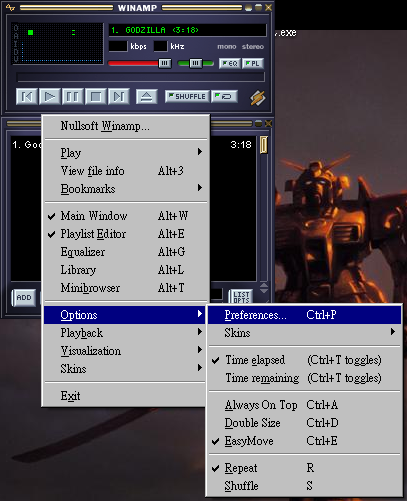 WINAMP
O
A
I
D
V
1. GODZILLA <3:18>
v.exe
kbps kHz mono stereo
EQ PL
SHUFFLE
Nullsoft Winamp...
1. God 3:18
Play
View file info Alt+3
Bookmarks
Main Window Alt+W
Playlist Editor Alt+E
Equalizer Alt+G
Library Alt+L
Minibrowser Alt+T
ADD LIST OPTS
Options
Playback
Visualization
Skins
Exit
Preferences... Ctrl+P
Skins
Time elapsed (Ctrl+T toggles)
Time remaining (Ctrl+T toggles)
Always On Top Ctrl+A
Double Size Ctrl+D
EasyMove Ctrl+E
Repeat R
Shuffle S